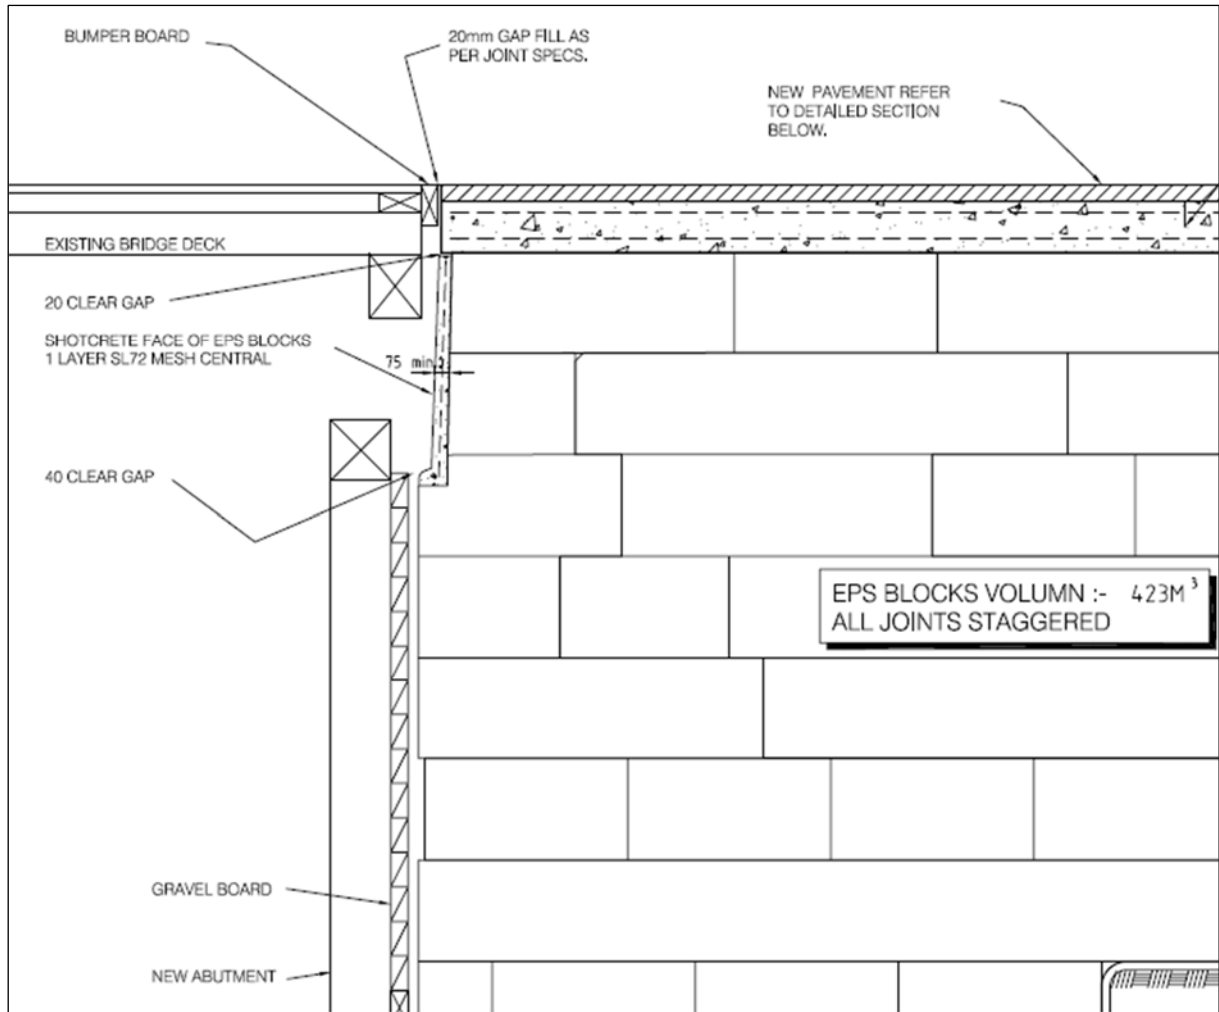 BUMPER BOARD
20mm GAP FILL AS
PER JOINT SPECS.
NEW PAVEMENT REFER
TO DETAILED SECTION
BELOW.
EXISTING BRIDGE DECK
20 CLEAR GAP
SHOTCRETE FACE OF EPS BLOCKS
1 LAYER SL72 MESH CENTRAL
75 min.
40 CLEAR GAP
EPS BLOCKS VOLUMN :- 423M³
ALL JOINTS STAGGERED
GRAVEL BOARD
NEW ABUTMENT